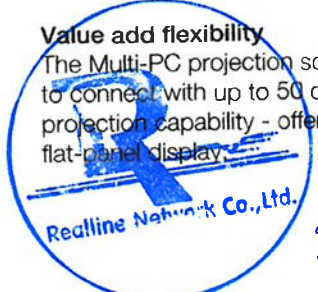 Value add flexibility
The Multi-PC projection
to connect with up to 50
projection capability -
flat-panel display.
Realline Network Co.,Ltd.